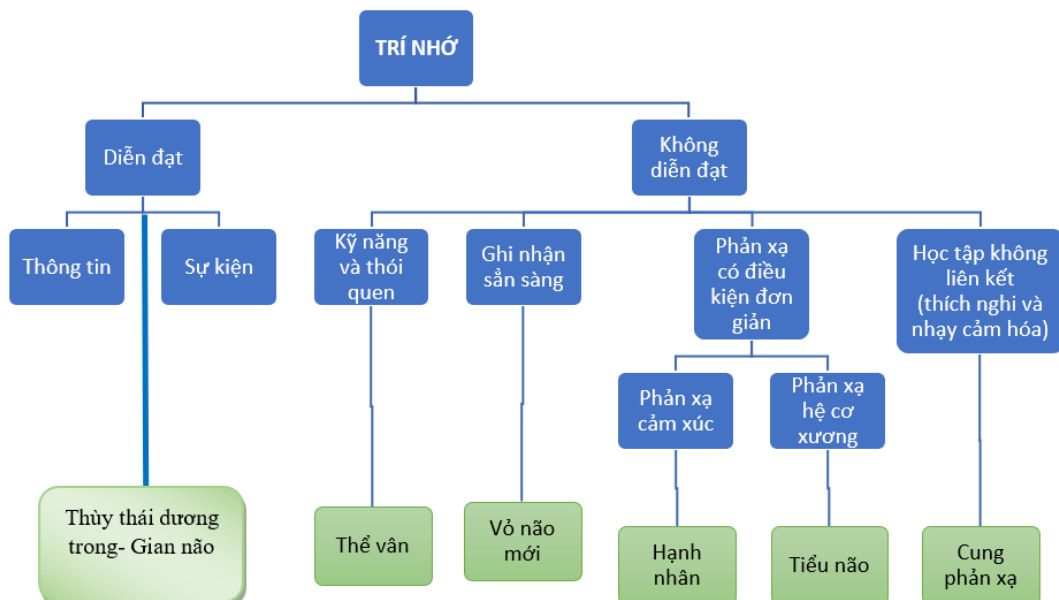 TRÍ NHỚ
Diễn đạt
Không
diễn đạt
Thông tin
Sự kiện
Kỹ năng
và thói
quen
Ghi nhận
sẳn sàng
Phản xạ
có điều
kiện đơn
giản
Học tập không
liên kết
(thích nghi và
nhạy cảm hóa)
Phản xạ
cảm xúc
Phản xạ
hệ cơ
xương
Thùy thái dương
trong- Gian não
Thể vân
Vỏ não
mới
Hạnh
nhân
Tiểu não
Cung
phản xạ